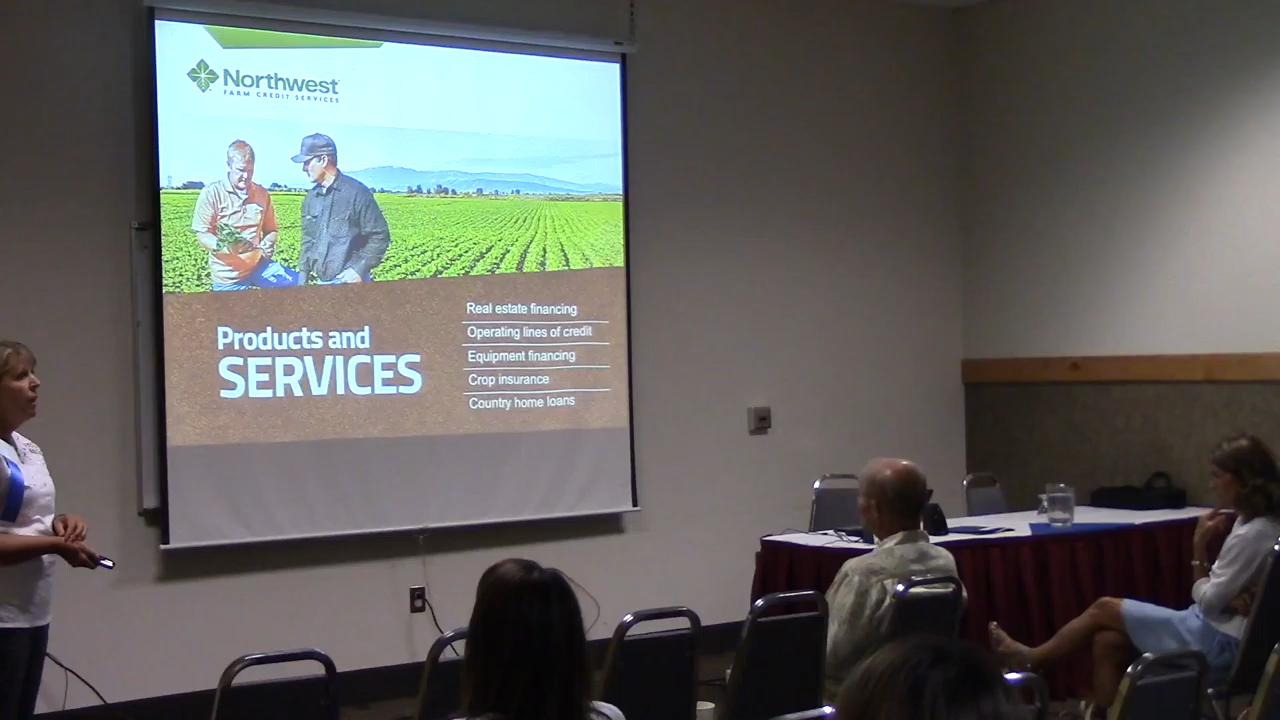 Northwest
FARM CREDIT SERVICES
Products and
SERVICES
Real estate financing
Operating lines of credit
Equipment financing
Crop insurance
Country home loans